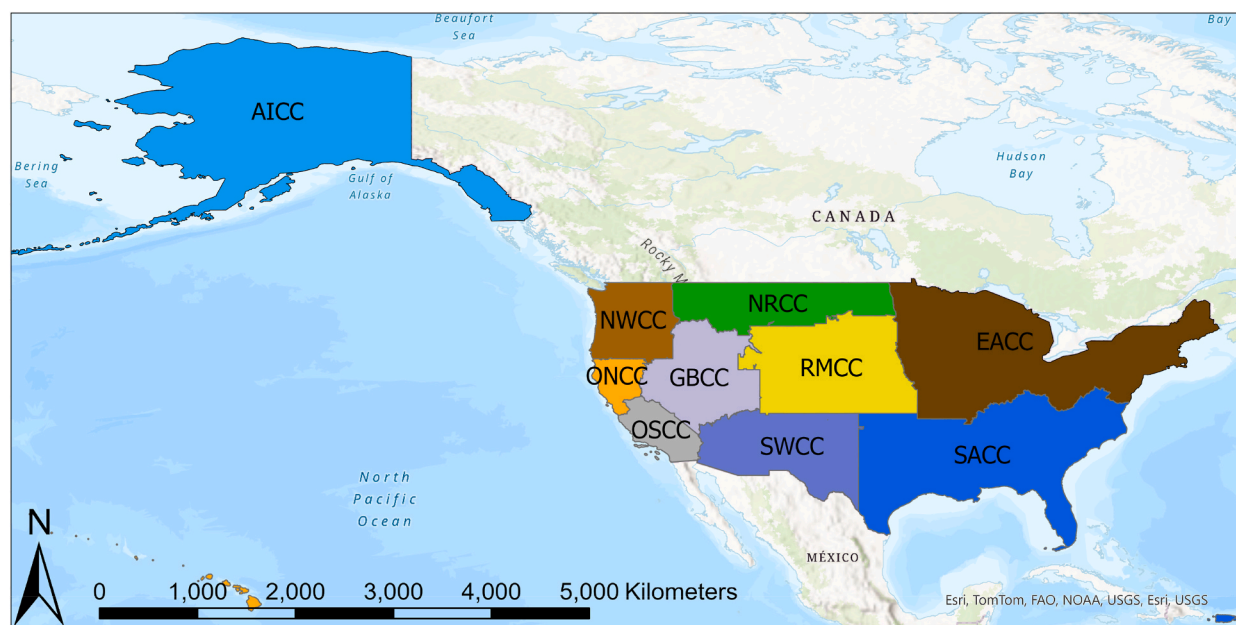 Beaufort
Sea
Bay
AICC
Bering
Sea
Gulf of
Alaska
Hudson
Bay
CANADA
Rocky M
NWCC
NRCC
EACC
ONCC
GBCC
RMCC
OSCC
SWCC
SACC
North
Pacific
Ocean
N
MÉXICO
0 1,000 2,000 3,000 4,000 5,000 Kilometers
Esri, TomTom, FAO, NOAA, USGS, Esri, USGS